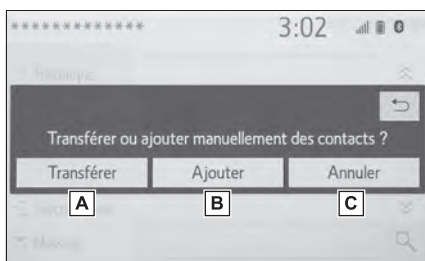 ************* 3:02
Transférer ou ajouter manuellement des contacts ?
Transférer Ajouter Annuler
A B C